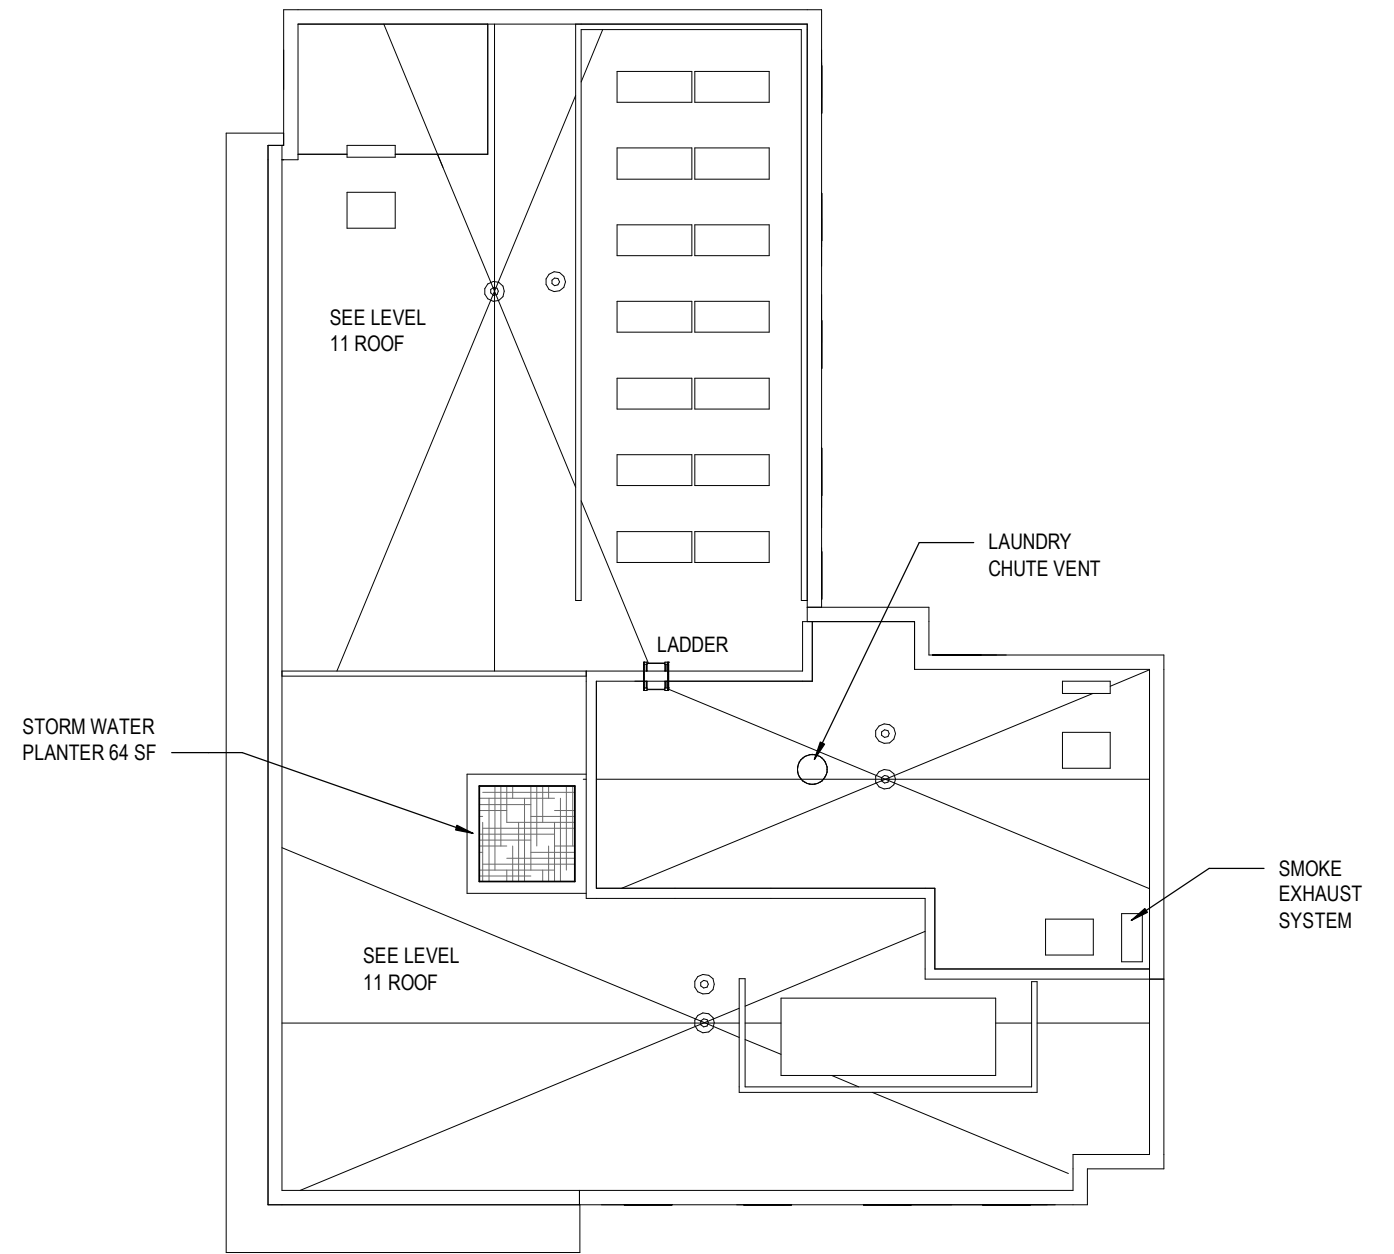 SEE LEVEL
11 ROOF
LAUNDRY
CHUTE VENT
LADDER
STORM WATER
PLANTER 64 SF
SMOKE
EXHAUST
SYSTEM
SEE LEVEL
11 ROOF